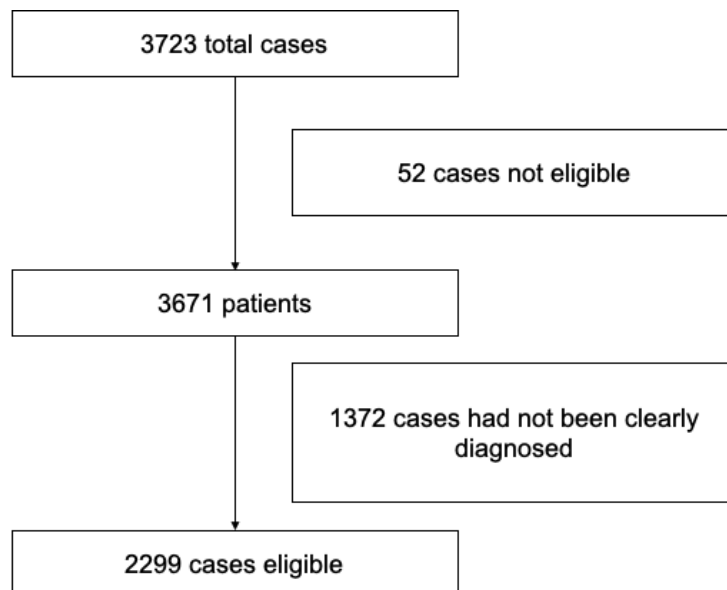 3723 total cases
52 cases not eligible
3671 patients
1372 cases had not been clearly
diagnosed
2299 cases eligible